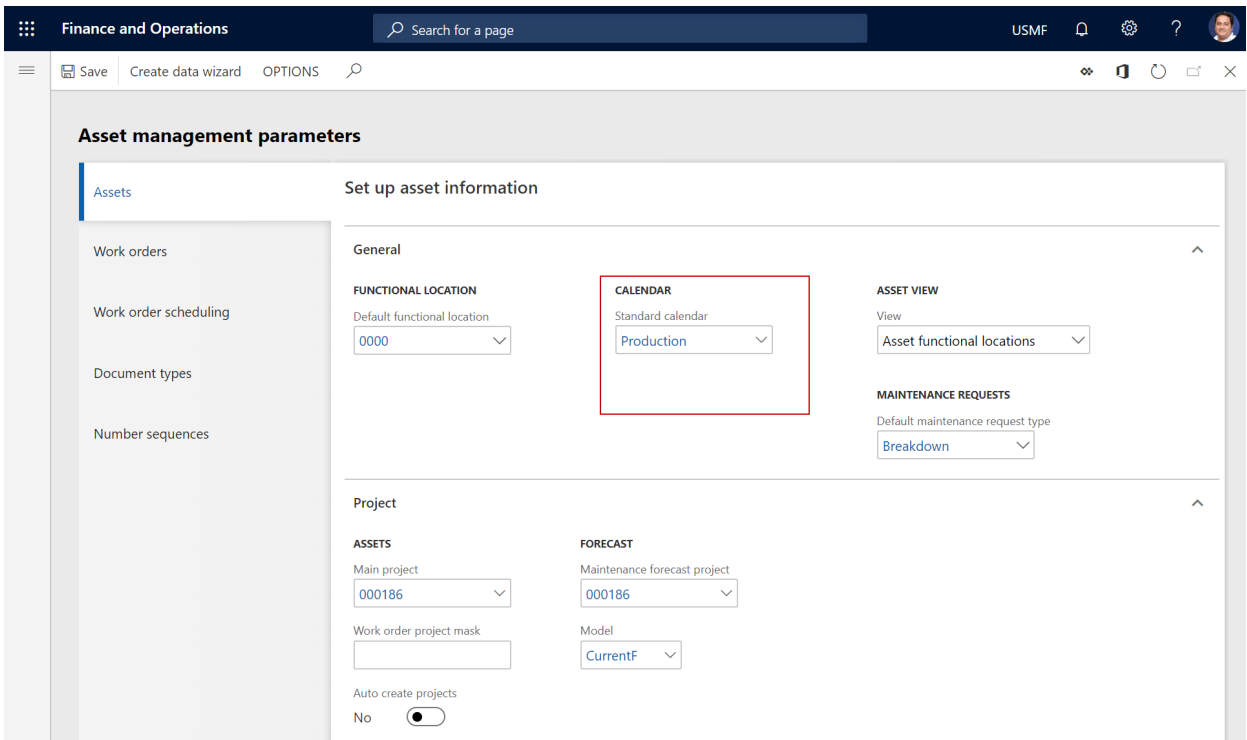 Finance and Operations
Search for a page
USMF
?
Save
Create data wizard
OPTIONS
Asset management parameters
Assets
Work orders
Work order scheduling
Document types
Number sequences
Set up asset information
General
FUNCTIONAL LOCATION
Default functional location
0000
CALENDAR
Standard calendar
Production
ASSET VIEW
View
Asset functional locations
MAINTENANCE REQUESTS
Default maintenance request type
Breakdown
Project
ASSETS
Main project
000186
Work order project mask
Auto create projects
No
FORECAST
Maintenance forecast project
000186
Model
CurrentF